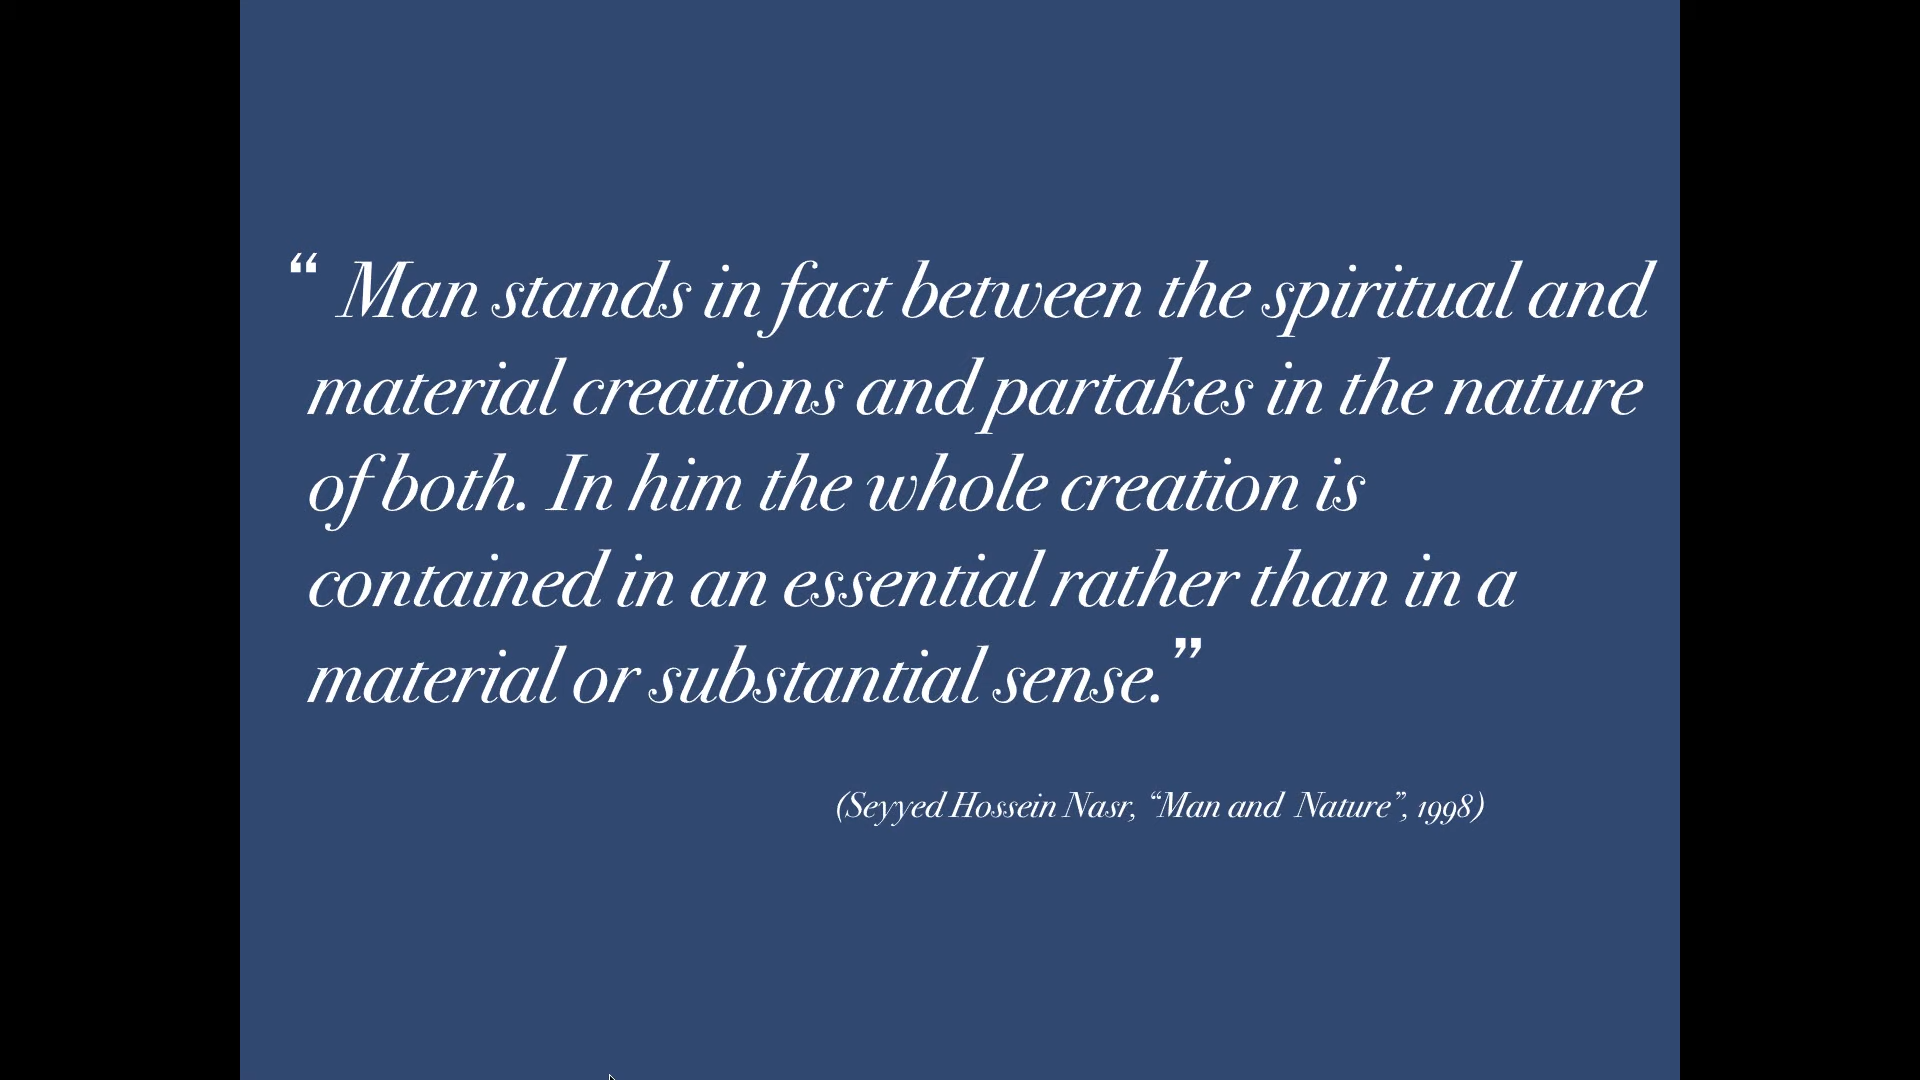 “ Man stands in fact between the spiritual and
material creations and partakes in the nature
of both. In him the whole creation is
contained in an essential rather than in a
material or substantial sense.”
(Seyyed Hossein Nasr, “Man and Nature”, 1998)